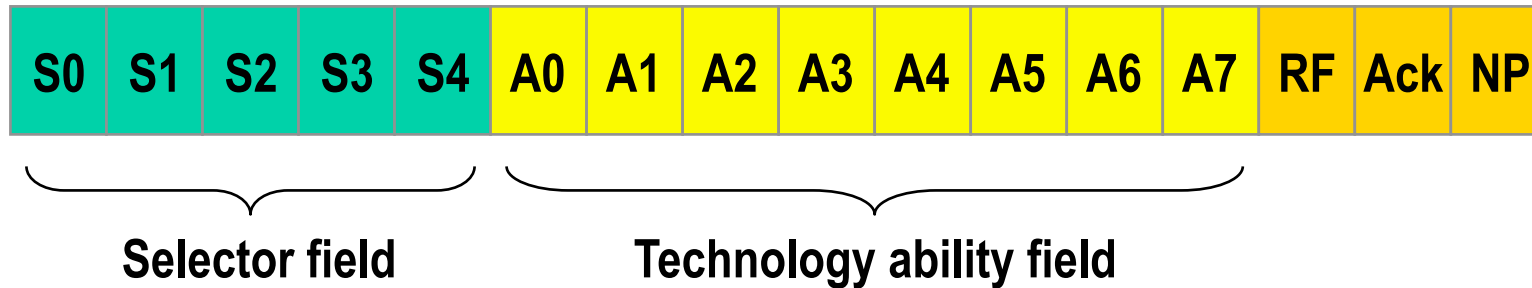 S0 S1 S2 S3 S4 A0 A1 A2 A3 A4 A5 A6 A7 RF Ack NP
Selector field Technology ability field